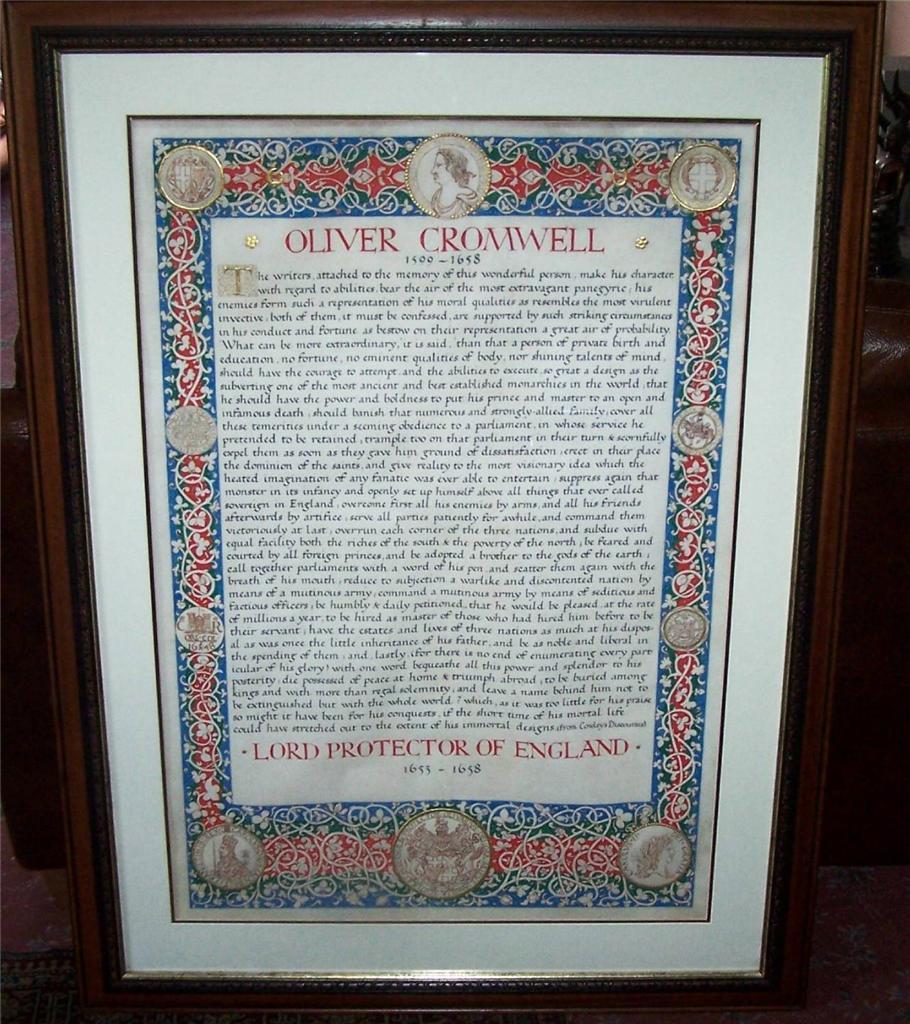 OLIVER CROMWELL
1599 - 1658
The writers, attached to the memory of this wonderful person, make his character
with regard to abilities, bear the air of the most extravagant panegyric; his
enemies form such a representation of his moral qualities as resembles the most virulent
invective; both of them, it must be confessed, are supported by such striking circumstances
in his conduct and fortune as bestow on their representation a great air of probability.
'What can be more extraordinary,' it is said, 'than that a person of private birth and
education, no fortune, no eminent qualities of body, nor shining talents of mind,
should have the courage to attempt, and the abilities to execute, so great a design as the
subverting one of the most ancient and best established monarchies in the world; that
he should have the power and boldness to put his prince and master to an open and
infamous death; should banish that numerous and strongly-allied family; cover all
these temerities under a seeming obedience to a parliament, in whose service he
pretended to be retained; trample too on that parliament in their turn & scornfully
expel them as soon as they gave him ground of dissatisfaction; erect in their place
the dominion of the saints, and give reality to the most visionary idea which the
heated imagination of any fanatic was ever able to entertain; suppress again that
monster in its infancy and openly set up himself above all things that ever called
sovereign in England; overcome first all his enemies by arms, and all his friends
afterwards by artifice; serve all parties patiently for awhile, and command them
victoriously at last; overrun each corner of the three nations, and subdue with
equal facility both the riches of the south & the poverty of the north; be feared and
courted by all foreign princes, and be adopted a brother to the gods of the earth;
call together parliaments with a word of his pen, and scatter them again with the
breath of his mouth; reduce to subjection a warlike and discontented nation by
means of a mutinous army; command a mutinous army by means of seditious and
factious officers; be humbly & daily petitioned, that he would be pleased, at the rate
of millions a year, to be hired as master of those who had hired him before to be
their servant; have the estates and lives of three nations as much at his dispos-
al as was once the little inheritance of his father, and be as noble and liberal in
the spending of them; and, lastly, (for there is no end of enumerating every part
icular of his glory) with one word bequeathe all this power and splendor to his
posterity; die possessed of peace at home & triumph abroad; to be buried among
kings and with more than regal solemnity; and leave a name behind him not to
be extinguished but with the whole world? which, as it was too little for his praise
so might it have been for his conquests, if the short time of his mortal life
could have stretched out to the extent of his immortal designs. (from Cowley's Discourses)
· LORD PROTECTOR OF ENGLAND ·
1653 - 1658